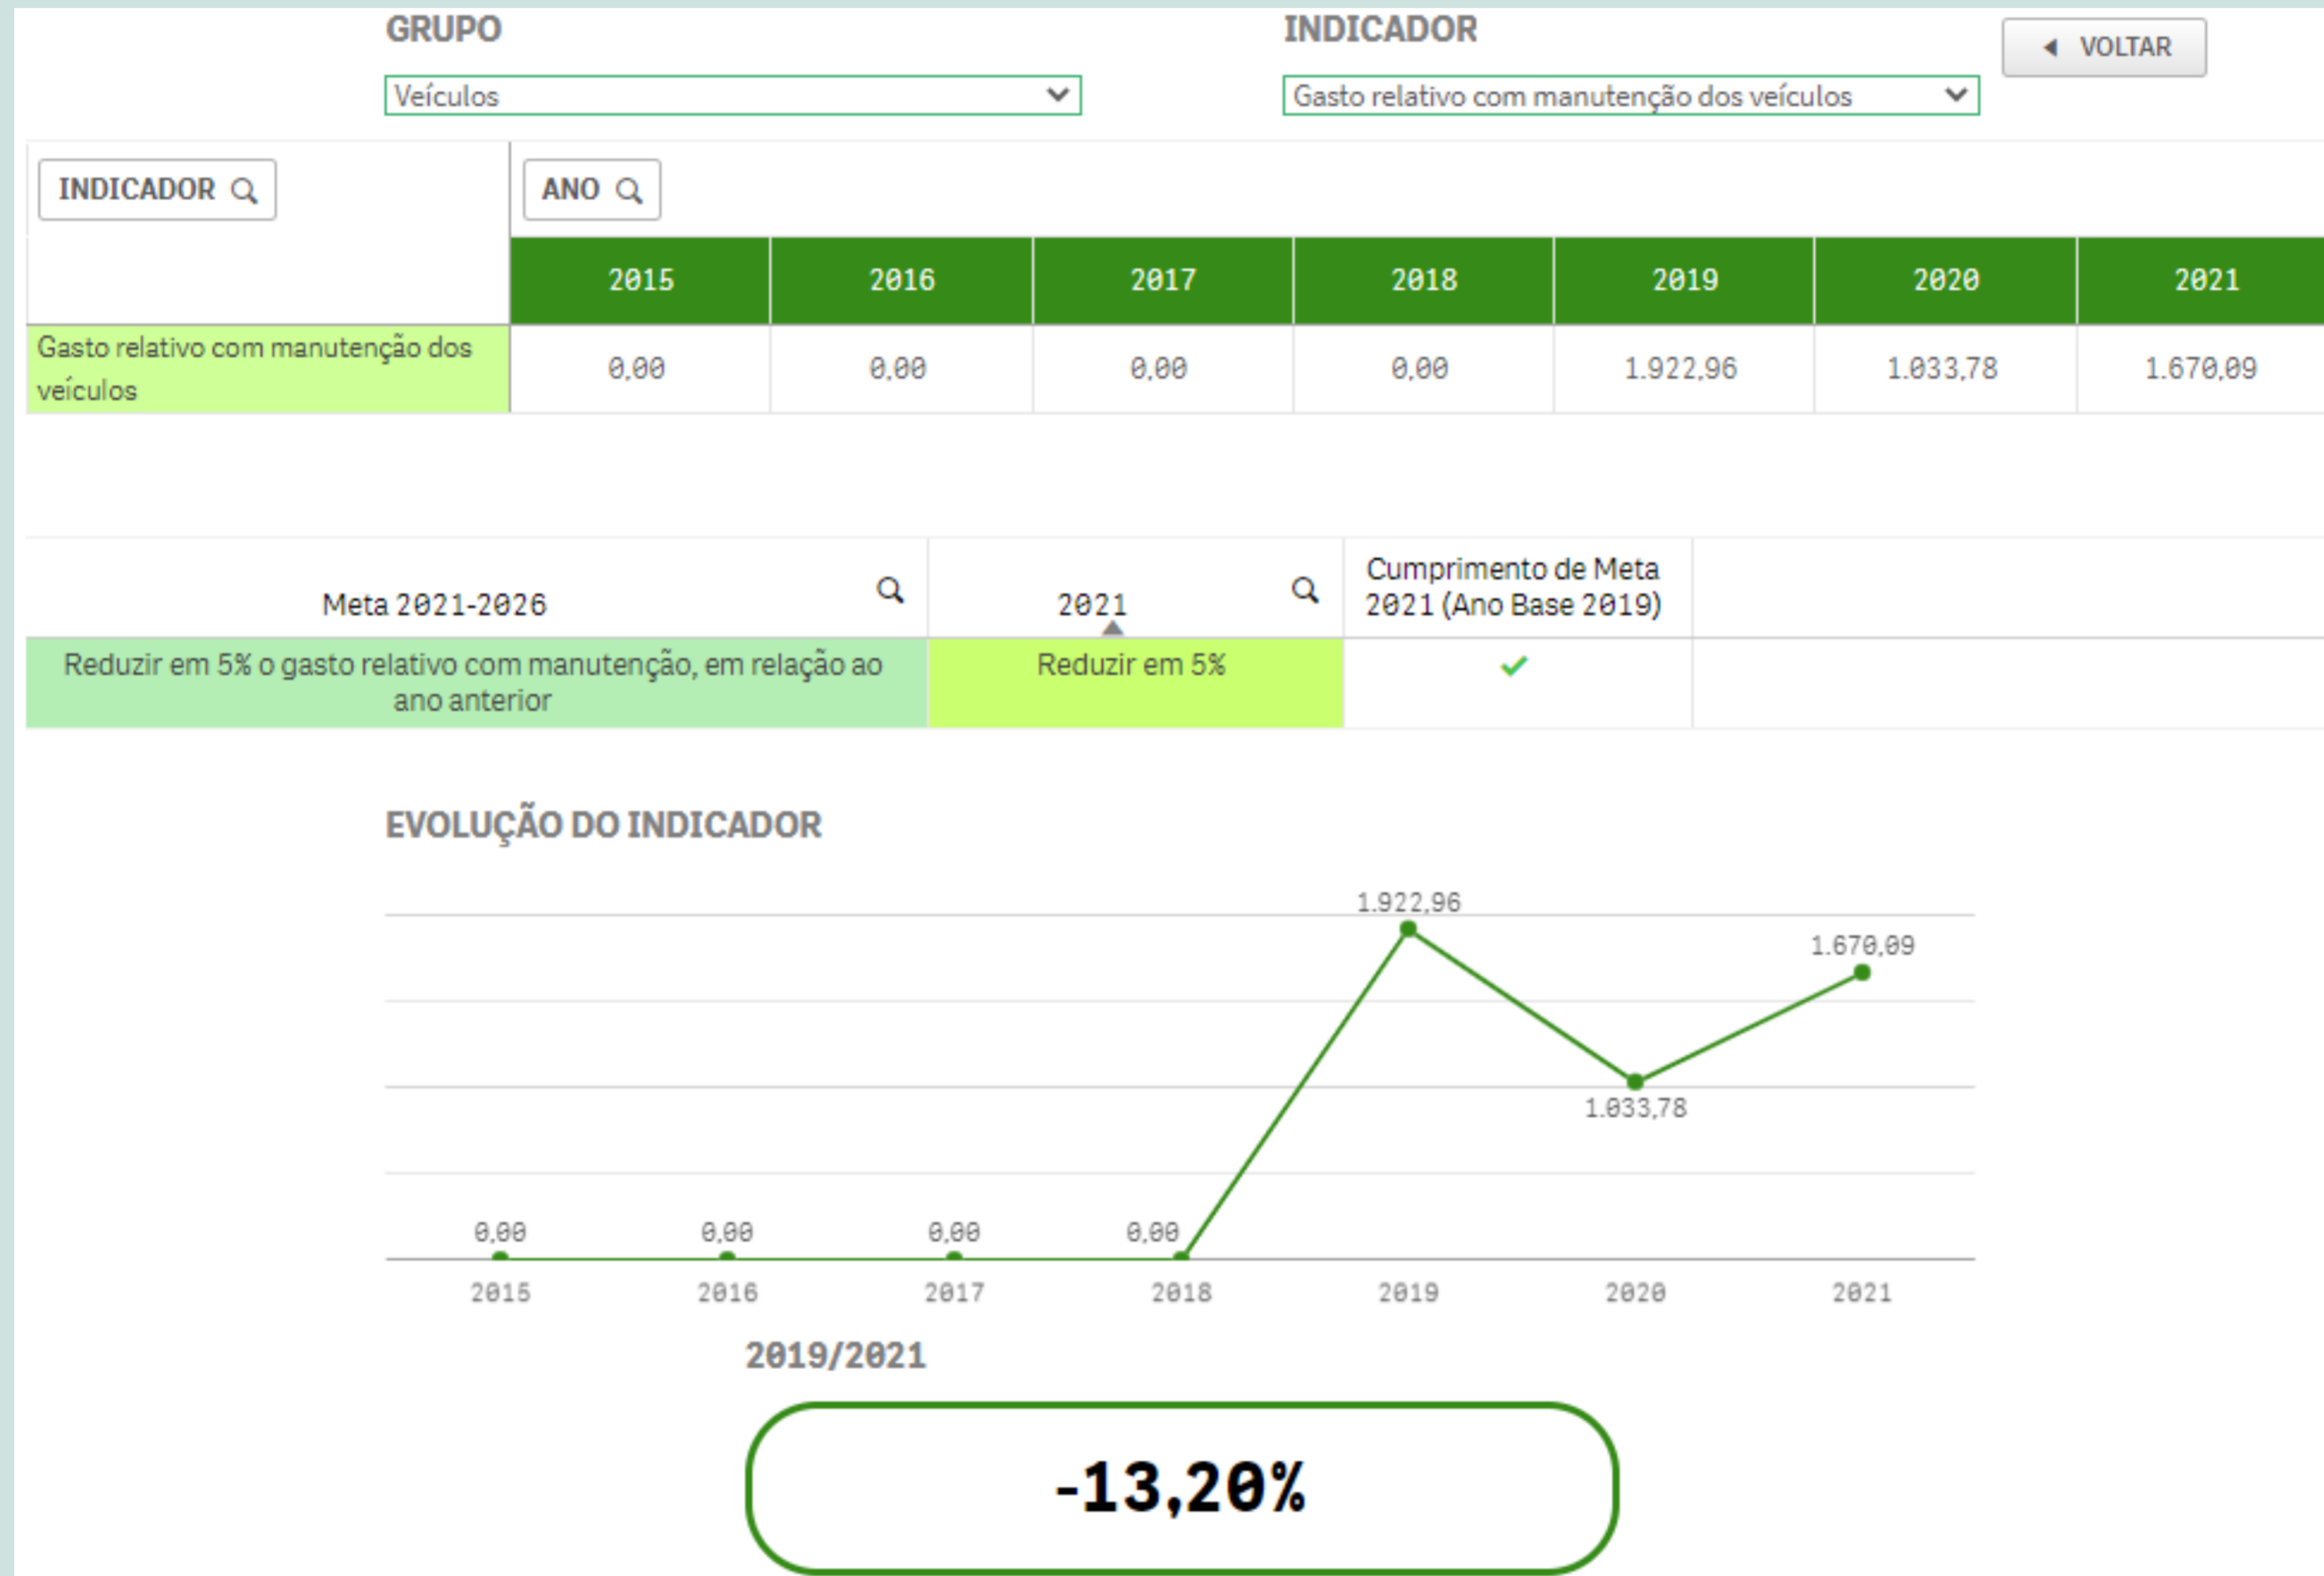 GRUPO
INDICADOR
VOLTAR
Veículos
Gasto relativo com manutenção dos veículos
INDICADOR
ANO
2015 2016 2017 2018 2019 2020 2021
Gasto relativo com manutenção dos
veículos
0,00 0,00 0,00 0,00 1.922,96 1.033,78 1.670,09
Meta 2021-2026
2021
Cumprimento de Meta
2021 (Ano Base 2019)
Reduzir em 5% o gasto relativo com manutenção, em relação ao
ano anterior
Reduzir em 5%
EVOLUÇÃO DO INDICADOR
1.922,96
1.670,09
1.033,78
0,00 0,00 0,00 0,00
2015 2016 2017 2018 2019 2020 2021
2019/2021
-13,20%